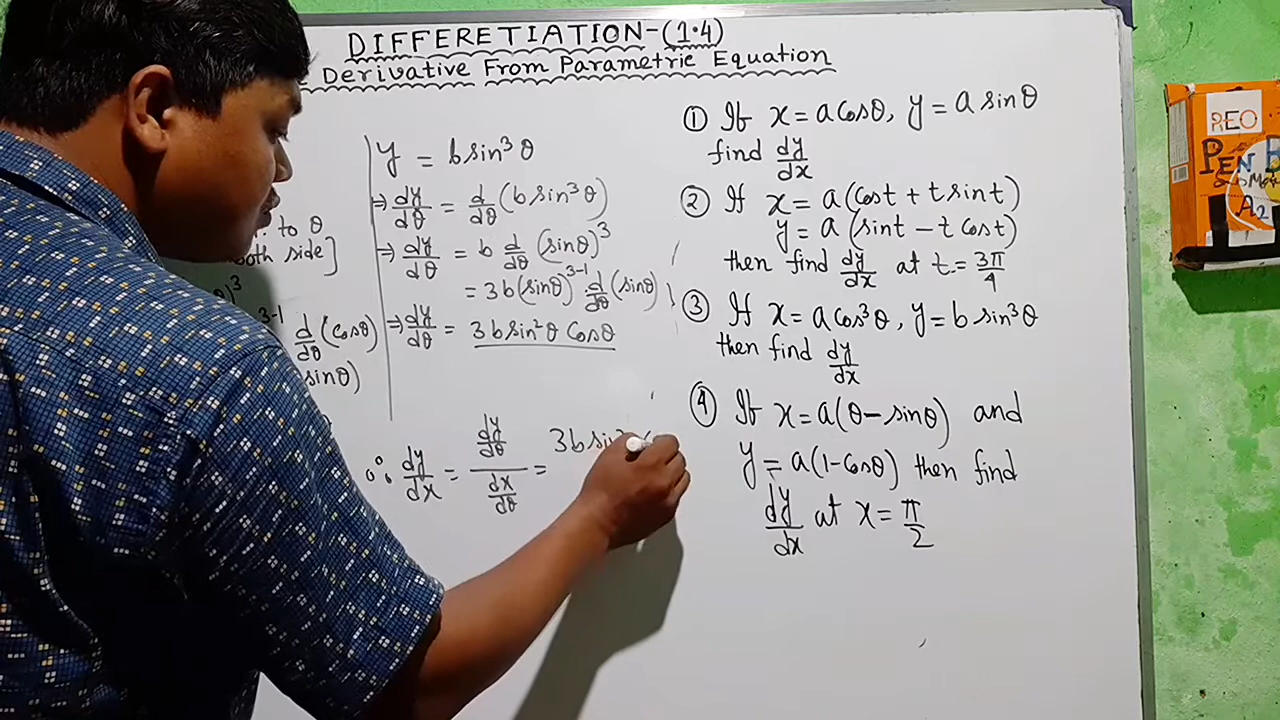 DIFFERETIATION-(1.4)
Derivative From Parametric Equation
to θ
both side]
θ)³
3-1
d/dθ (cosθ)
sinθ)
y = b sin³θ
⇒ dy/dθ = d/dθ (b sin³θ)
⇒ dy/dθ = b d/dθ (sinθ)³
= 3b(sinθ)³⁻¹ . d/dθ (sinθ)
⇒ dy/dθ = 3b sin²θ cosθ
∴ dy/dx = (dy/dθ)/(dx/dθ) = 3b sin²
① If x = a cosθ, y = a sinθ
find dy/dx
② If x = a(cost + t sint)
y = a (sint - t cost)
then find dy/dx at t = 3π/4
③ If x = a cos³θ, y = b sin³θ
then find dy/dx
④ If x = a(θ - sinθ) and
y = a(1-cosθ) then find
dy/dx at x = π/2
REO
PEN
A2